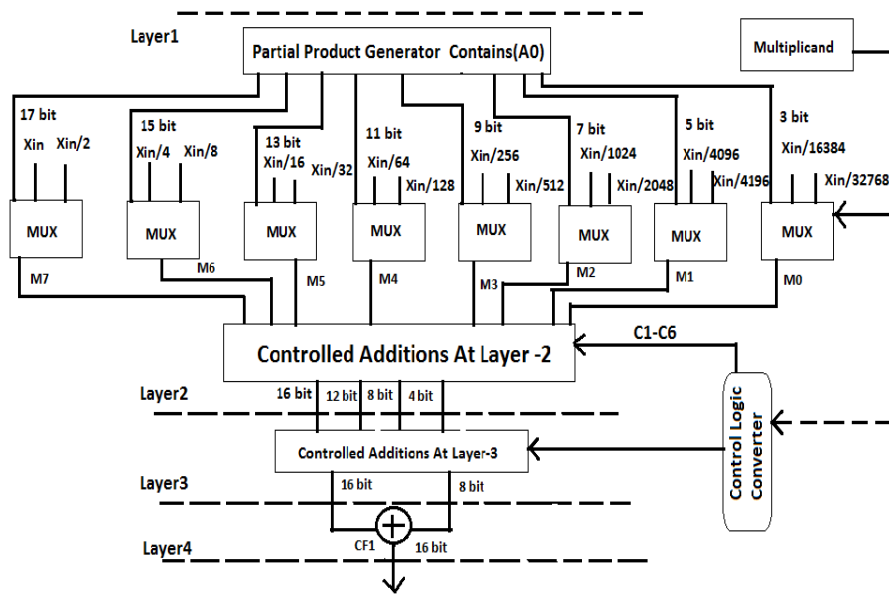 Layer1
Partial Product Generator Contains(A0)
Multiplicand
17 bit
15 bit
13 bit
11 bit
9 bit
7 bit
5 bit
3 bit
Xin Xin/2
Xin/4 Xin/8
Xin/16 Xin/32
Xin/64 Xin/128
Xin/256 Xin/512
Xin/1024 Xin/2048
Xin/4096 Xin/4196
Xin/16384 Xin/32768
MUX MUX MUX MUX MUX MUX MUX MUX
M7 M6 M5 M4 M3 M2 M1 M0
Controlled Additions At Layer -2
C1-C6
Layer2
16 bit 12 bit 8 bit 4 bit
Controlled Additions At Layer-3
Control Logic
Converter
Layer3
16 bit 8 bit
Layer4
CF1 16 bit